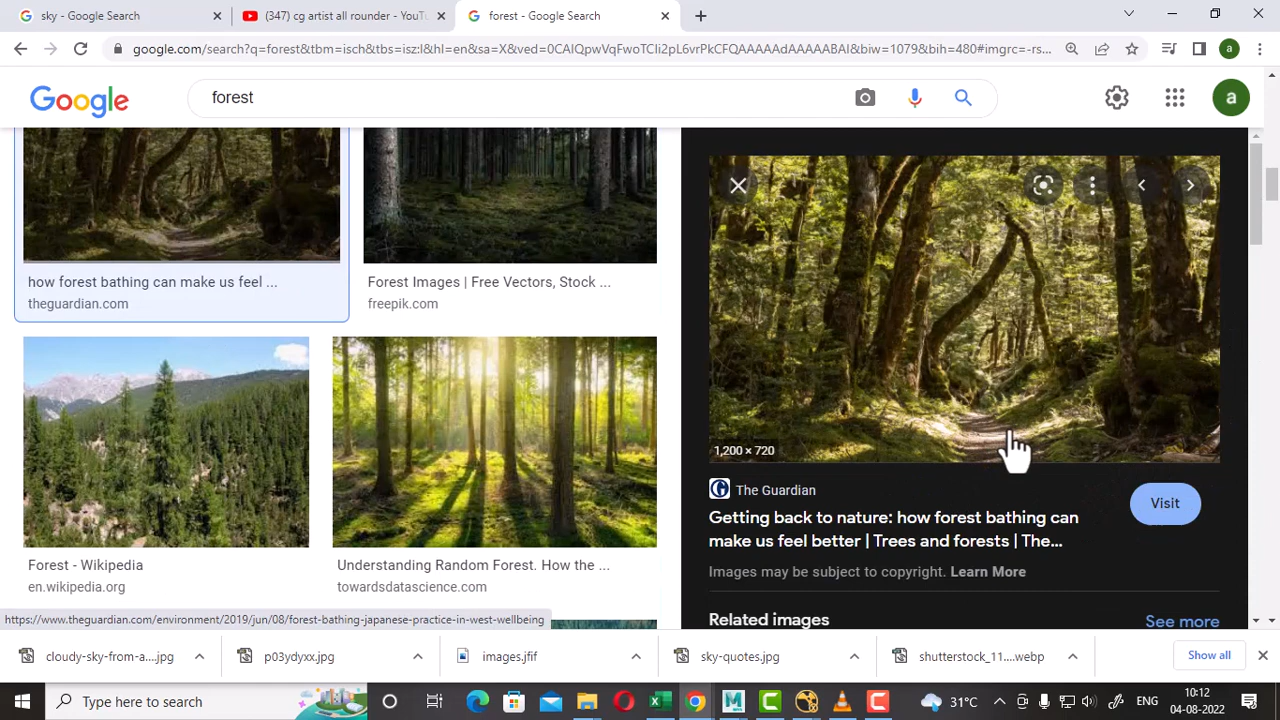 sky - Google Search
(347) cg artist all rounder - YouTu
forest - Google Search
google.com/search?q=forest&tbm=isch&tbs=isz:l&hl=en&sa=X&ved=0CAIQpwVqFwoTCIi2pL6vrPkCFQAAAAAdAAAAABAI&biw=1079&bih=480#imgrc=-rs...
a
Google
forest
a
how forest bathing can make us feel ...
theguardian.com
Forest Images | Free Vectors, Stock ...
freepik.com
Forest - Wikipedia
en.wikipedia.org
Understanding Random Forest. How the ...
towardsdatascience.com
1,200 × 720
The Guardian
Getting back to nature: how forest bathing can
make us feel better | Trees and forests | The...
Visit
Images may be subject to copyright. Learn More
Related images
See more
https://www.theguardian.com/environment/2019/jun/08/forest-bathing-japanese-practice-in-west-wellbeing
cloudy-sky-from-a....jpg
p03ydyxx.jpg
images.jfif
sky-quotes.jpg
shutterstock_11....webp
Show all
Type here to search
31°C
ENG
10:12
04-08-2022